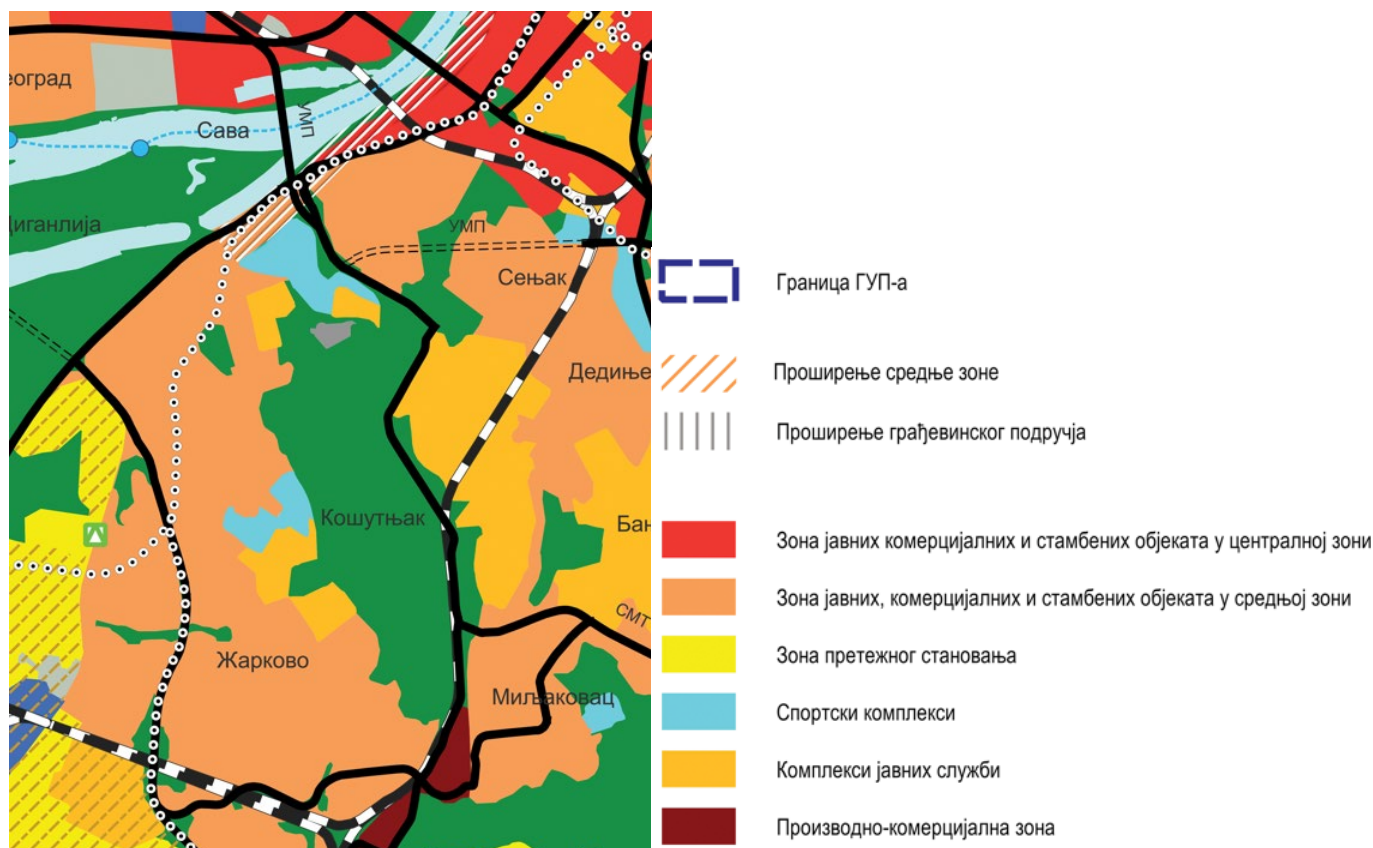 еоград
Сава
УМП
Циганлија
УМП
Сењак
Дедиње
Кошутњак
Бањ
СМТ
Жарково
Миљаковац
Граница ГУП-а
Проширење средње зоне
Проширење грађевинског подручја
Зона јавних комерцијалних и стамбених објеката у централној зони
Зона јавних, комерцијалних и стамбених објеката у средњој зони
Зона претежног становања
Спортски комплекси
Комплекси јавних служби
Производно-комерцијална зона